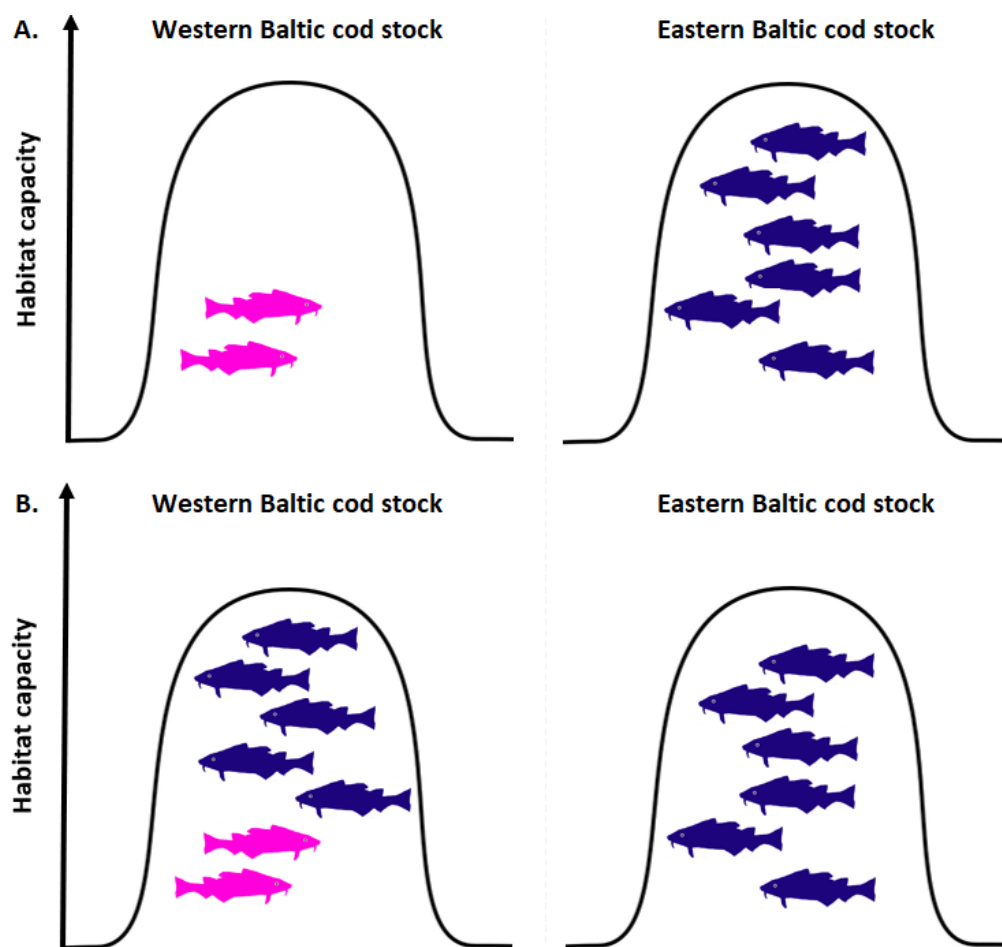 A.
Western Baltic cod stock
Eastern Baltic cod stock
Habitat capacity
B.
Western Baltic cod stock
Eastern Baltic cod stock
Habitat capacity